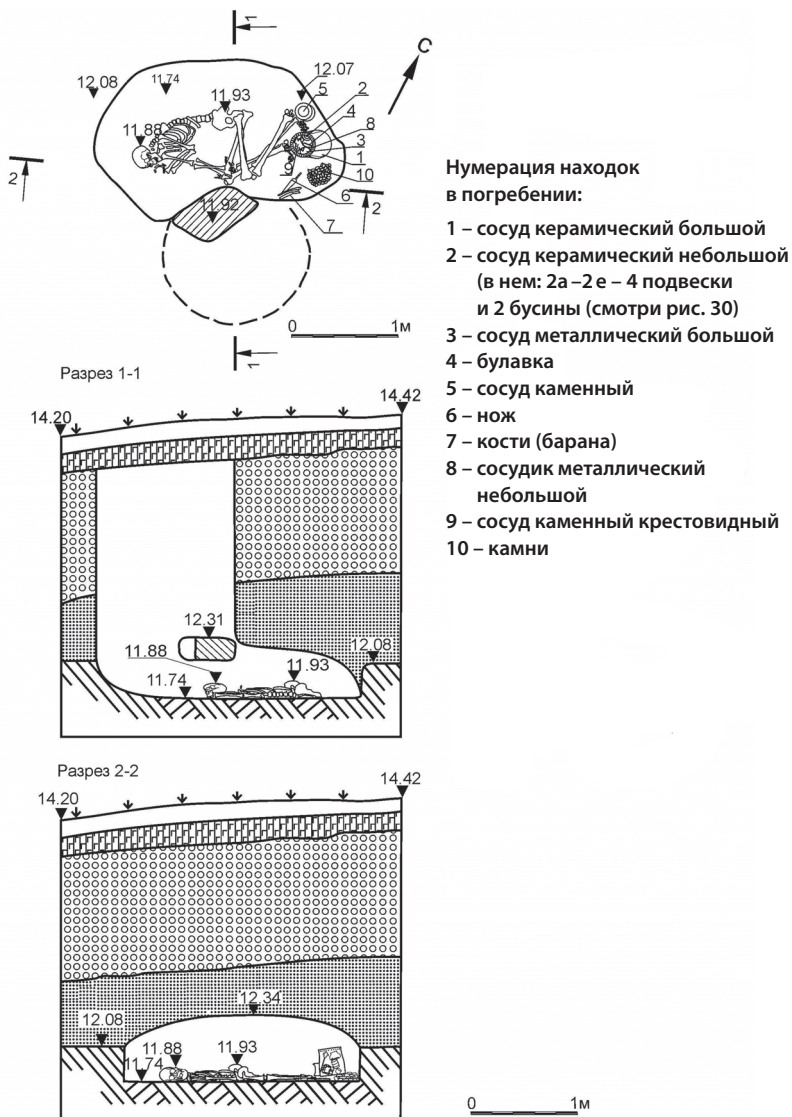 1
С
12.08
11.74
12.07
5
2
4
8
3
1
10
6
7
11.93
11.88
2
2
11.92
0 1м
1
Нумерация находок
в погребении:
1 – сосуд керамический большой
2 – сосуд керамический небольшой
(в нем: 2а –2 е – 4 подвески
и 2 бусины (смотри рис. 30)
3 – сосуд металлический большой
4 – булавка
5 – сосуд каменный
6 – нож
7 – кости (барана)
8 – сосудик металлический
небольшой
9 – сосуд каменный крестовидный
10 – камни
Разрез 1-1
14.20 14.42
12.31
11.88 11.93 12.08
11.74
Разрез 2-2
14.20 14.42
12.34
12.08
11.88 11.93
11.74
0 1м